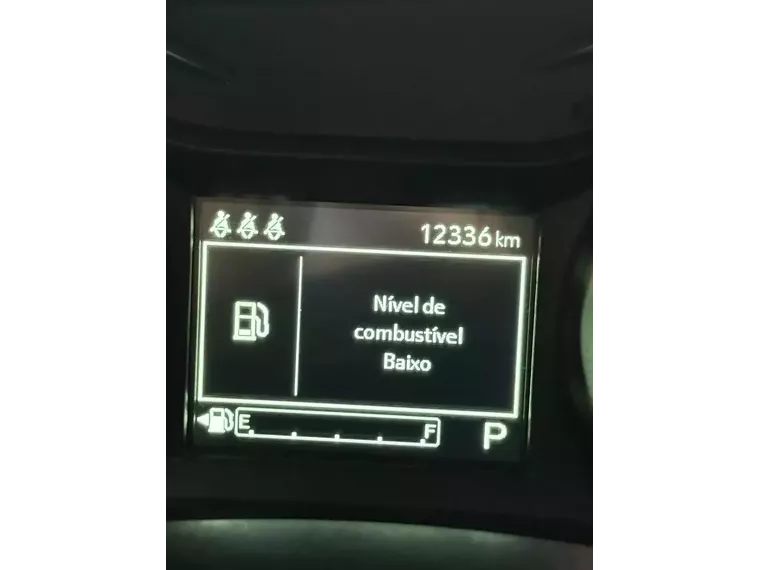 12336 km
Nível de
combustível
Baixo
E F
P